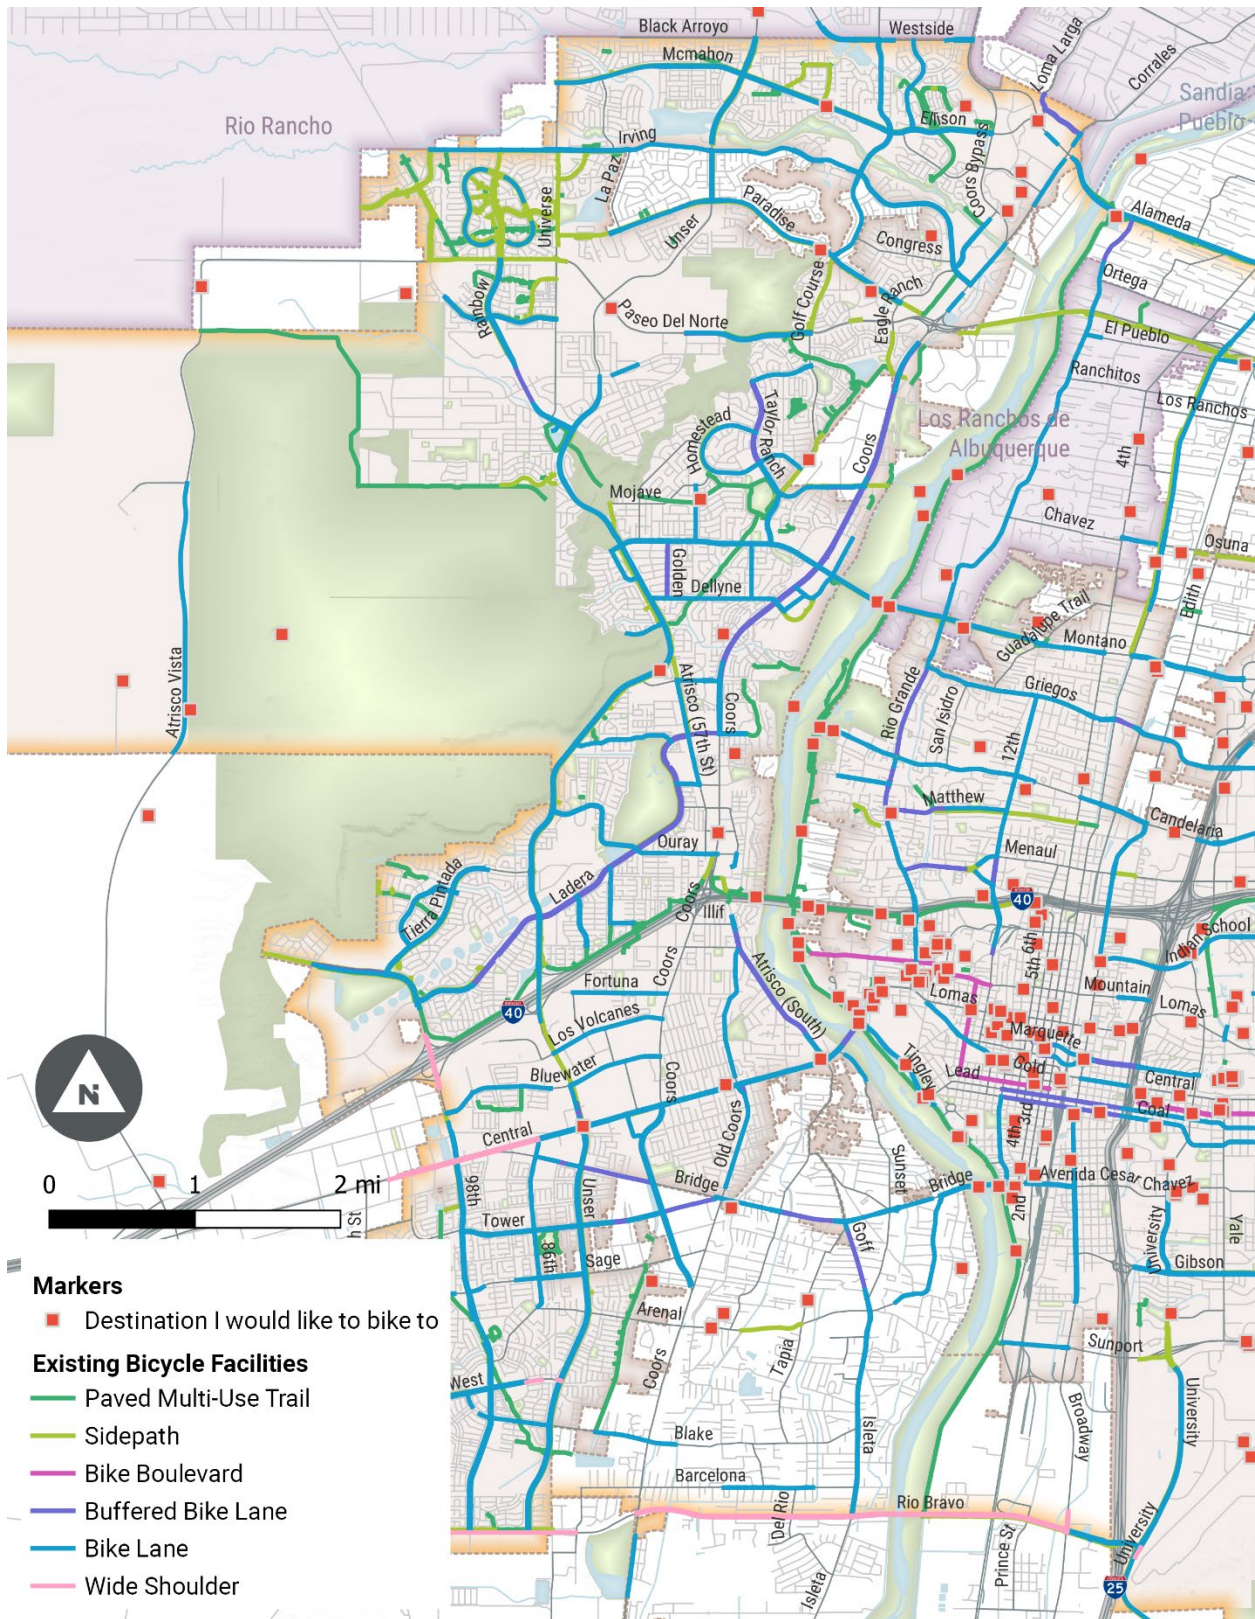 Black Arroyo
Westside
Loma Larga
Corrales
Mcmahon
Sandia
Pueblo
Rio Rancho
Ellison
Irving
La Paz
Coors Bypass
Universe
Unser
Paradise
Congress
Alameda
Ortega
Rainbow
Paseo Del Norte
Golf Course
Eagle Ranch
El Pueblo
Ranchitos
Los Ranchos
Homestead
Taylor Ranch
Coors
Los Ranchos de
Albuquerque
4th
Mojave
Chavez
Osuna
Golden
Dellyne
Edith
Guadalupe Trail
Montano
Atrisco Vista
Atrisco (57th St)
Coors
Rio Grande
San Isidro
Griegos
12th
Matthew
Candelaria
Ouray
Menaul
Tierra Pintada
Ladera
Coors
Illif
40
5th
6th
Indian School
Atrisco (South)
Fortuna
Coors
Lomas
Mountain
Lomas
40
Los Volcanes
Marquette
N
Bluewater
Coors
Tingley
Lead
Gold
Central
Coal
Central
Old Coors
4th
3rd
0 1 2 mi
98th
Unser
Bridge
Sunset
Bridge
Avenida Cesar Chavez
2nd
University
Yale
h St
Tower
86th
Sage
Goff
Gibson
Markers
Destination I would like to bike to
Arenal
Tapia
Sunport
Existing Bicycle Facilities
Coors
West
Isleta
Broadway
University
Paved Multi-Use Trail
Sidepath
Blake
Bike Boulevard
Barcelona
Buffered Bike Lane
Del Rio
Rio Bravo
Bike Lane
Prince St
University
Wide Shoulder
Isleta
25